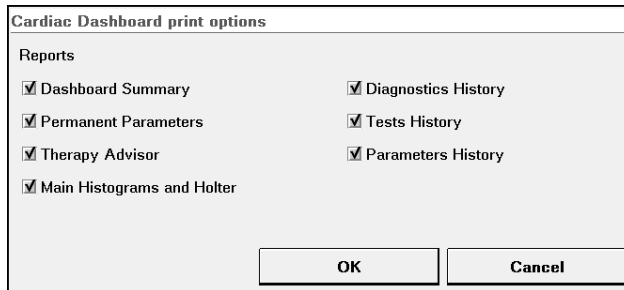 Cardiac Dashboard print options
Reports
Dashboard Summary
Diagnostics History
Permanent Parameters
Tests History
Therapy Advisor
Parameters History
Main Histograms and Holter
OK
Cancel